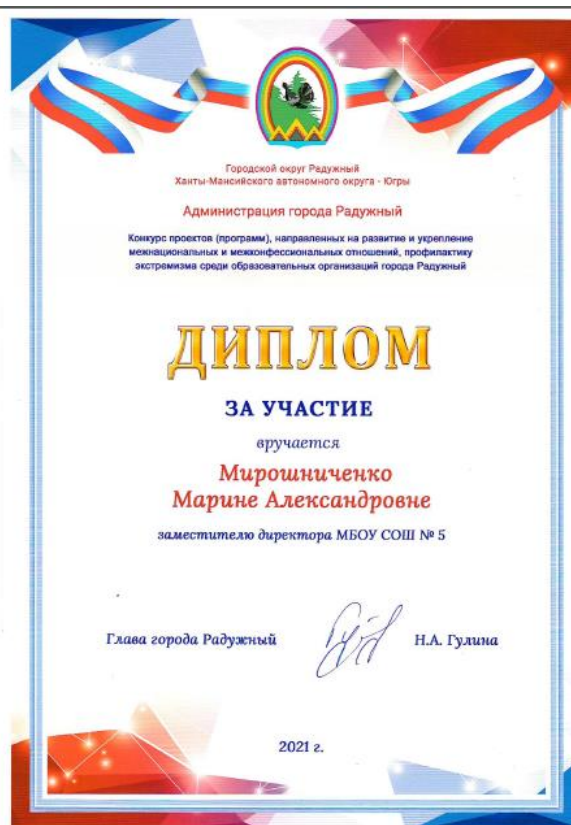 Городской округ Радужный
Ханты-Мансийского автономного округа - Югры
Администрация города Радужный
Конкурс проектов (программ), направленных на развитие и укрепление
межнациональных и межконфессиональных отношений, профилактику
экстремизма среди образовательных организаций города Радужный
ДИПЛОМ
ЗА УЧАСТИЕ
вручается
Мирошниченко
Марине Александровне
заместителю директора МБОУ СОШ № 5
Глава города Радужный Н.А. Гулина
2021 г.